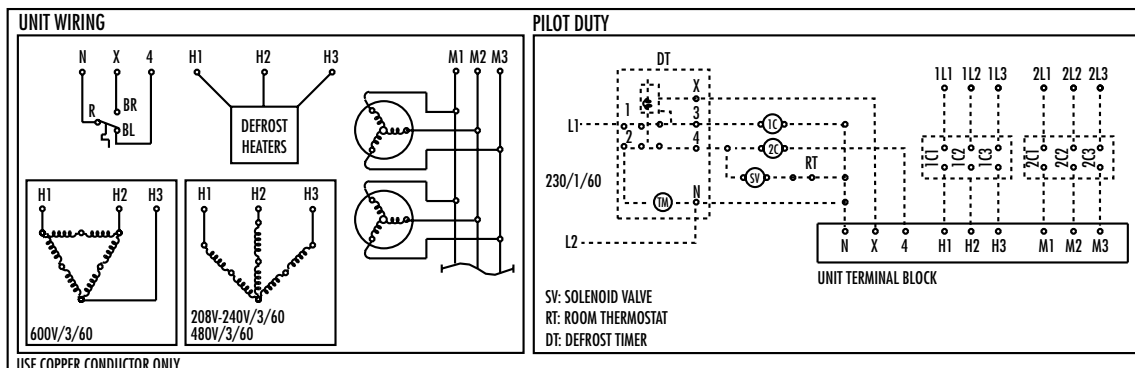 UNIT WIRING
N X 4
R
BR
BL
H1 H2 H3
DEFROST
HEATERS
M1 M2 M3
H1 H2 H3
600V/3/60
H1 H2 H3
208V-240V/3/60
480V/3/60
USE COPPER CONDUCTOR ONLY
PILOT DUTY
DT
X
1 3
L1
2 4
1C
2C
SV RT
230/1/60
TM N
L2
1L1 1L2 1L3 2L1 2L2 2L3
1C1 1C2 1C3 2C1 2C2 2C3
N X 4 H1 H2 H3 M1 M2 M3
UNIT TERMINAL BLOCK
SV: SOLENOID VALVE
RT: ROOM THERMOSTAT
DT: DEFROST TIMER